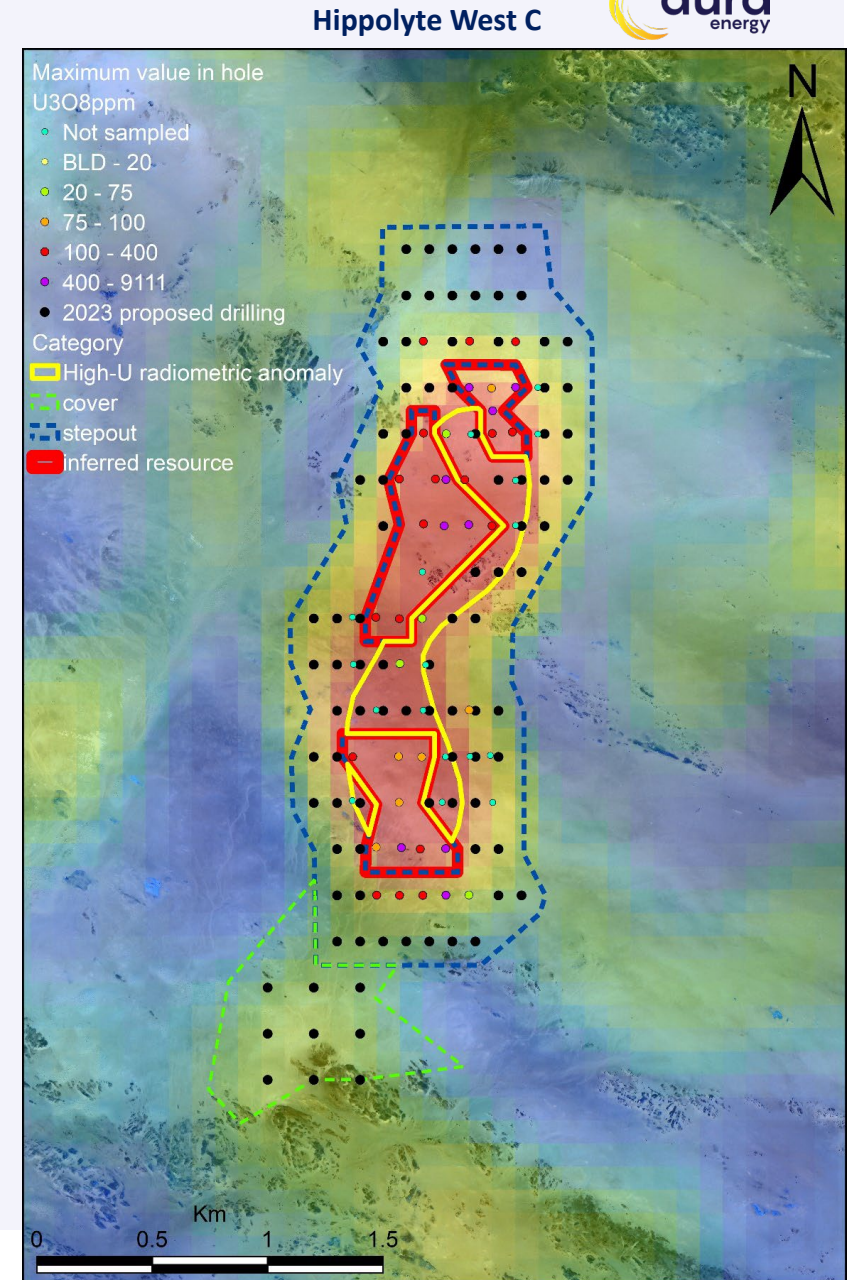 Hippolyte West C
aura
energy
Maximum value in hole
U3O8ppm
Not sampled
BLD - 20
20 - 75
75 - 100
100 - 400
400 - 9111
2023 proposed drilling
Category
High-U radiometric anomaly
cover
stepout
inferred resource
N
Km
0 0.5 1 1.5